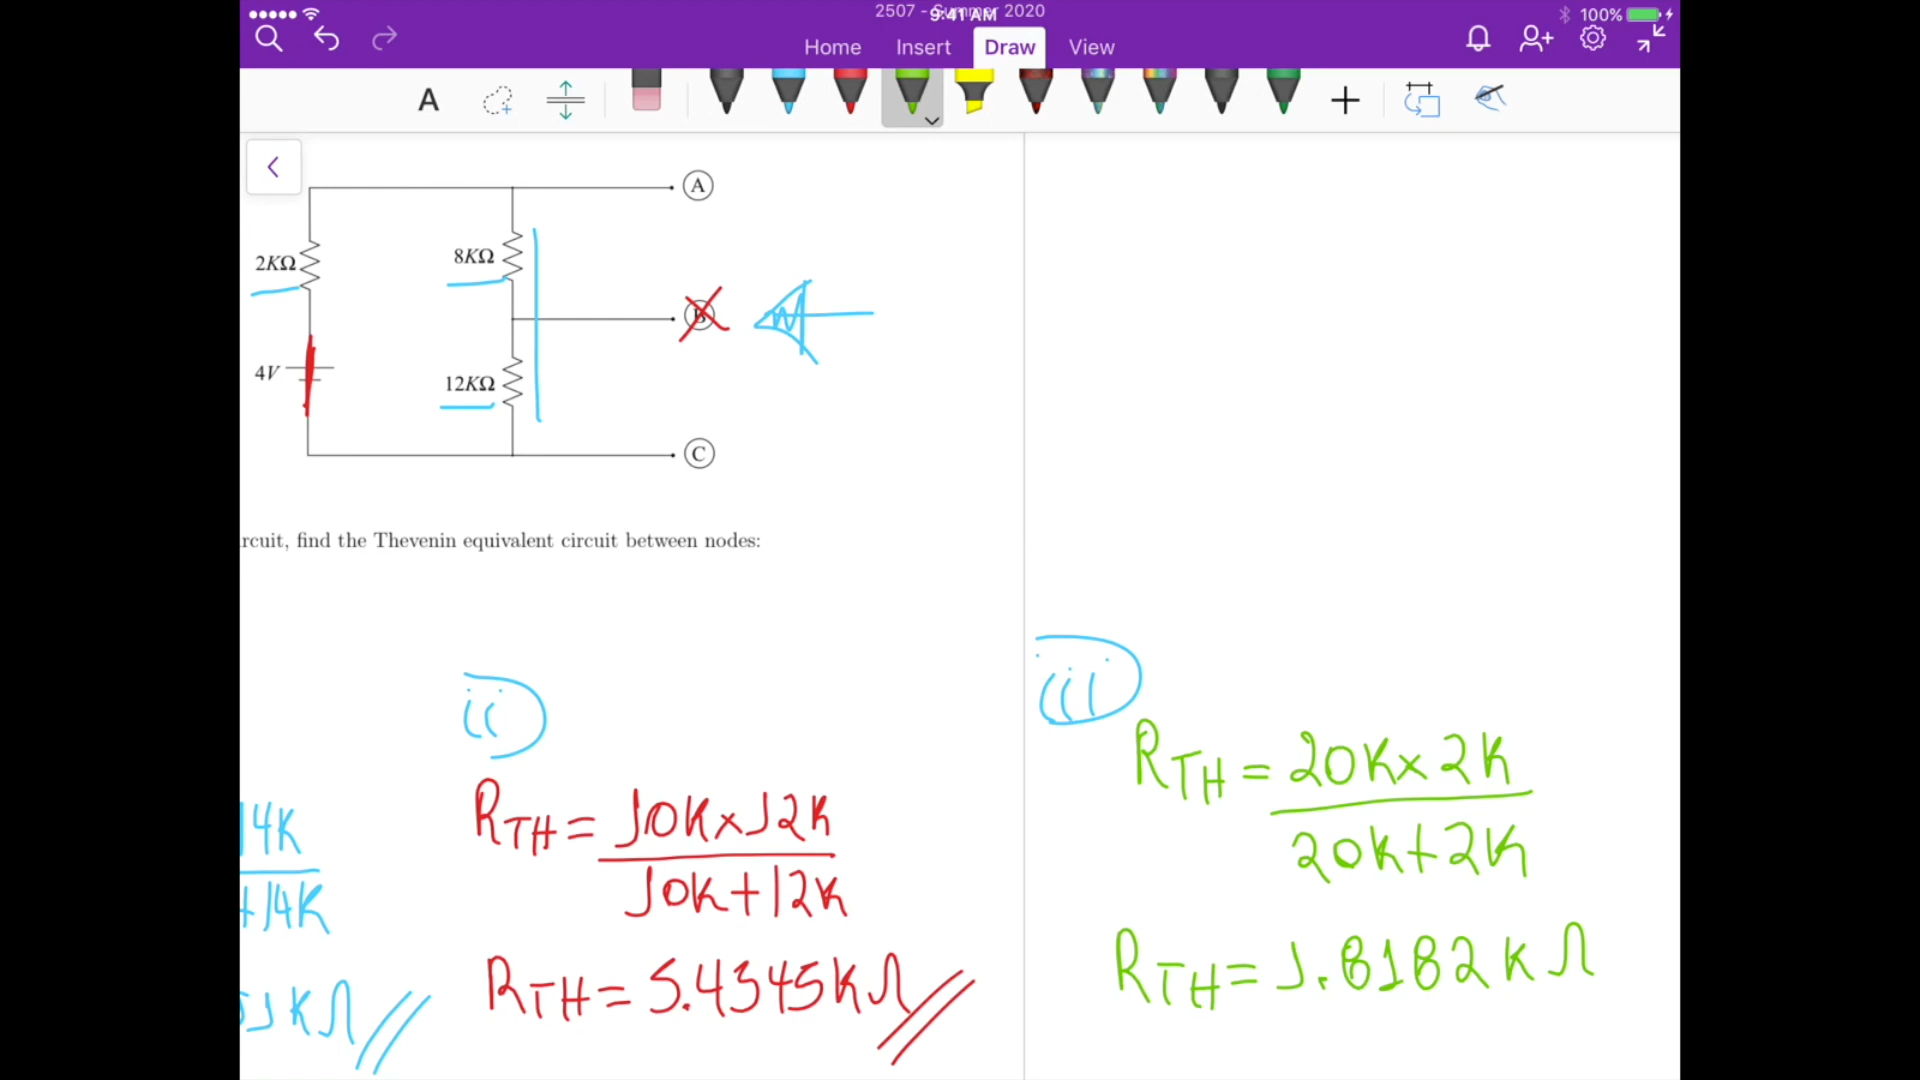 2507 - Summer 2020
9:41 AM
100%
Home Insert Draw View
A
A
2KΩ
8KΩ
B
4V
12KΩ
C
rcuit, find the Thevenin equivalent circuit between nodes:
ii
iii
14K
+14K
51KΩ
RTH = 10K×12K
10K+12K
RTH = 5.4545KΩ
RTH = 20K×2K
20K+2K
RTH = 1.8182KΩ